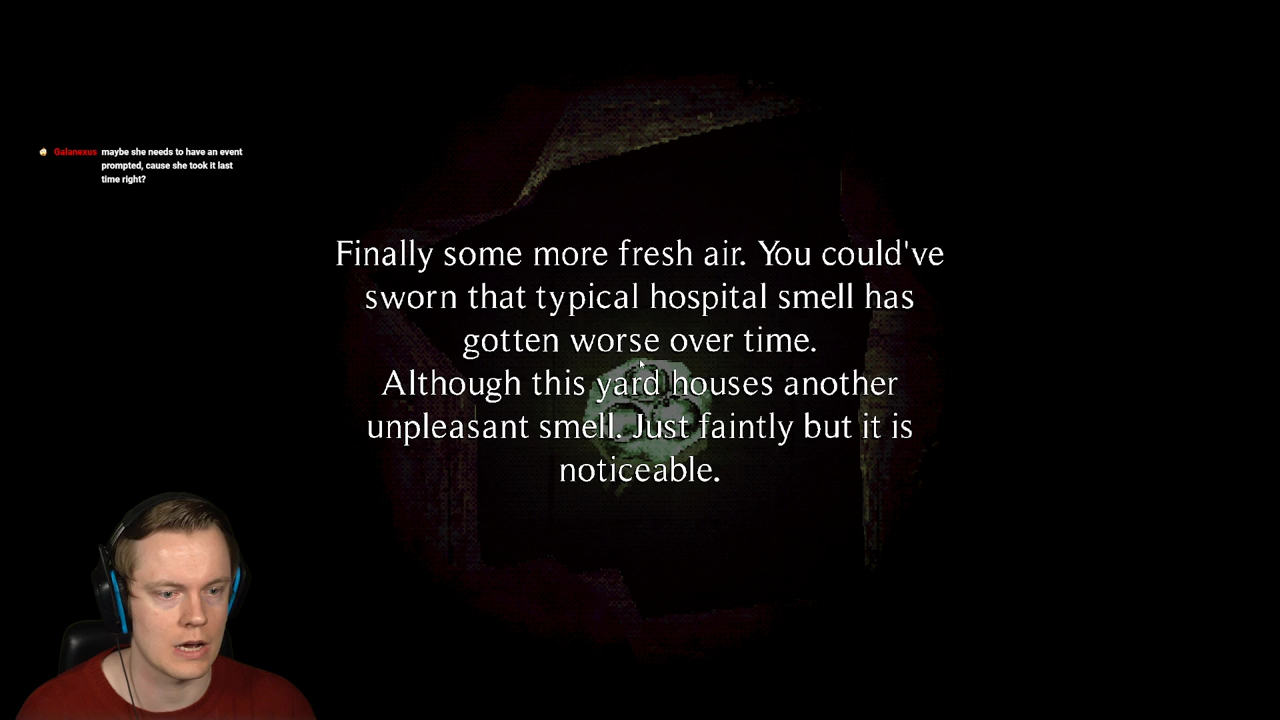 Galanexus maybe she needs to have an event
prompted, cause she took it last
time right?
Finally some more fresh air. You could've
sworn that typical hospital smell has
gotten worse over time.
Although this yard houses another
unpleasant smell. Just faintly but it is
noticeable.